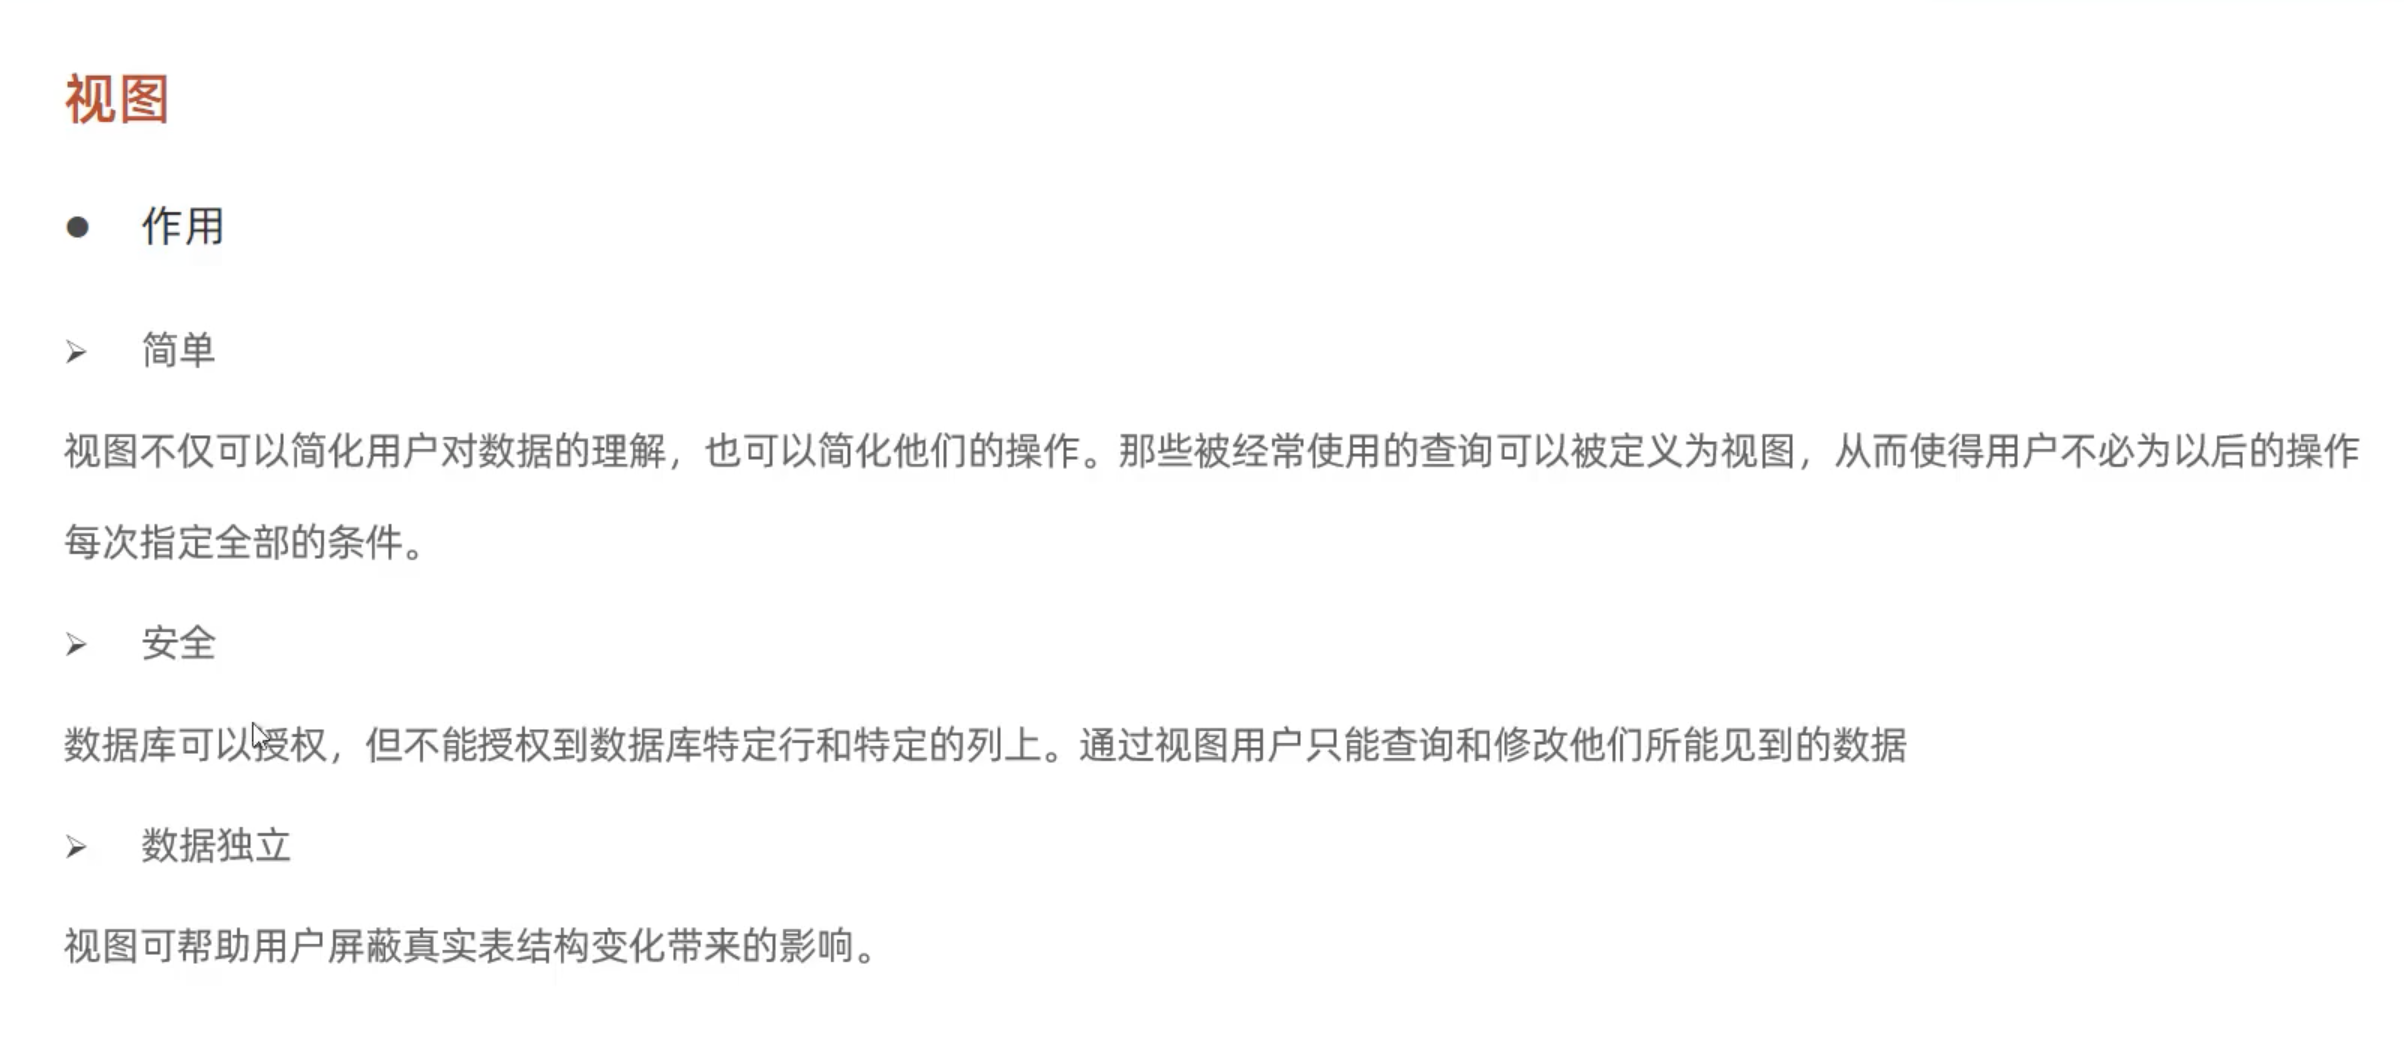 视图
● 作用
➢ 简单
视图不仅可以简化用户对数据的理解，也可以简化他们的操作。那些被经常使用的查询可以被定义为视图，从而使得用户不必为以后的操作
每次指定全部的条件。
➢ 安全
数据库可以授权，但不能授权到数据库特定行和特定的列上。通过视图用户只能查询和修改他们所能见到的数据
➢ 数据独立
视图可帮助用户屏蔽真实表结构变化带来的影响。